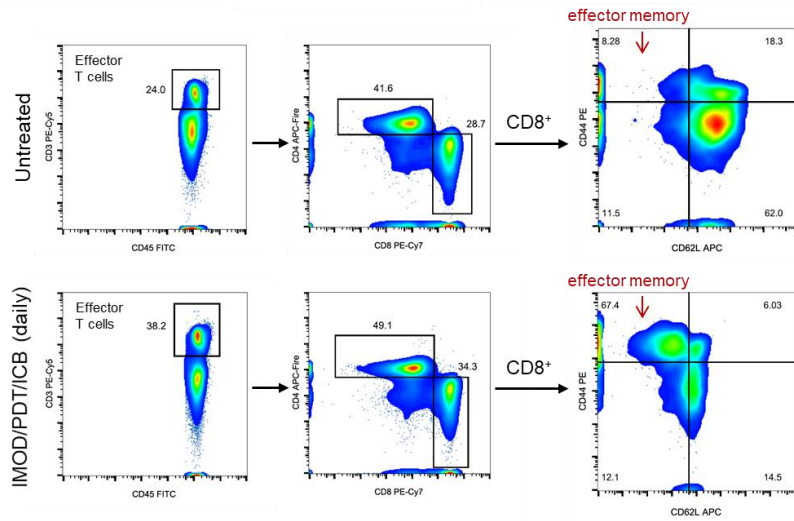 effector memory
Untreated
Effector
T cells
24.0
CD3 PE-Cy5
CD45 FITC
41.6
28.7
CD4 APC-Fire
CD8 PE-Cy7
CD8+
8.28
18.3
11.5
62.0
CD44 PE
CD62L APC
effector memory
IMOD/PDT/ICB (daily)
Effector
T cells
38.2
CD3 PE-Cy5
CD45 FITC
49.1
34.3
CD4 APC-Fire
CD8 PE-Cy7
CD8+
67.4
6.03
12.1
14.5
CD44 PE
CD62L APC